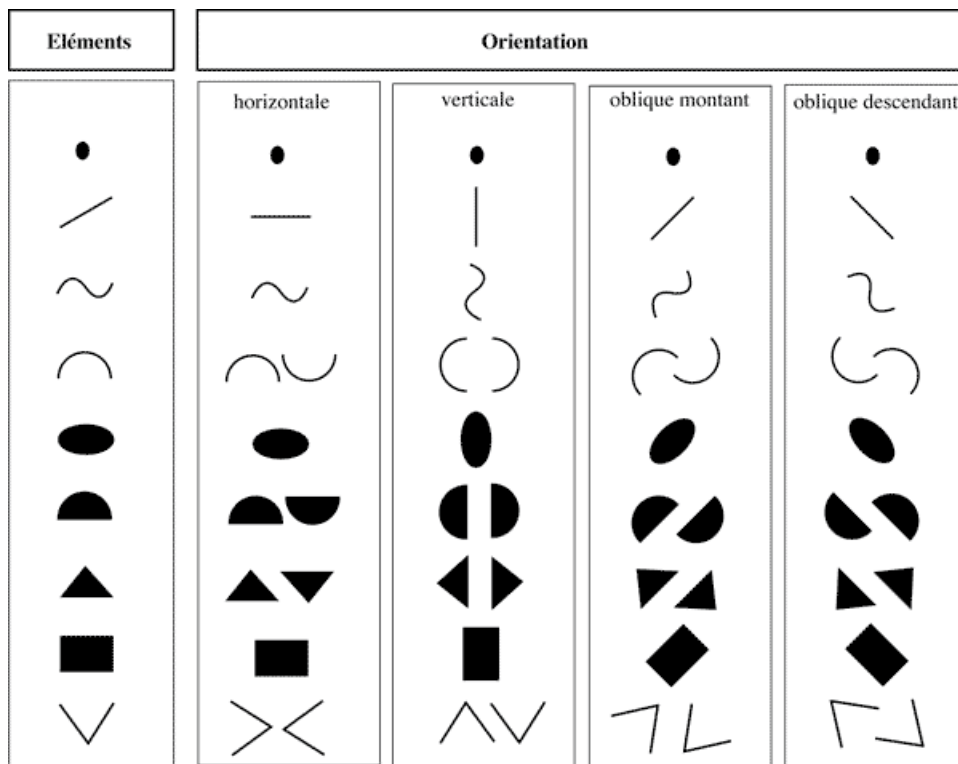 Eléments
Orientation
horizontale
verticale
oblique montant
oblique descendant